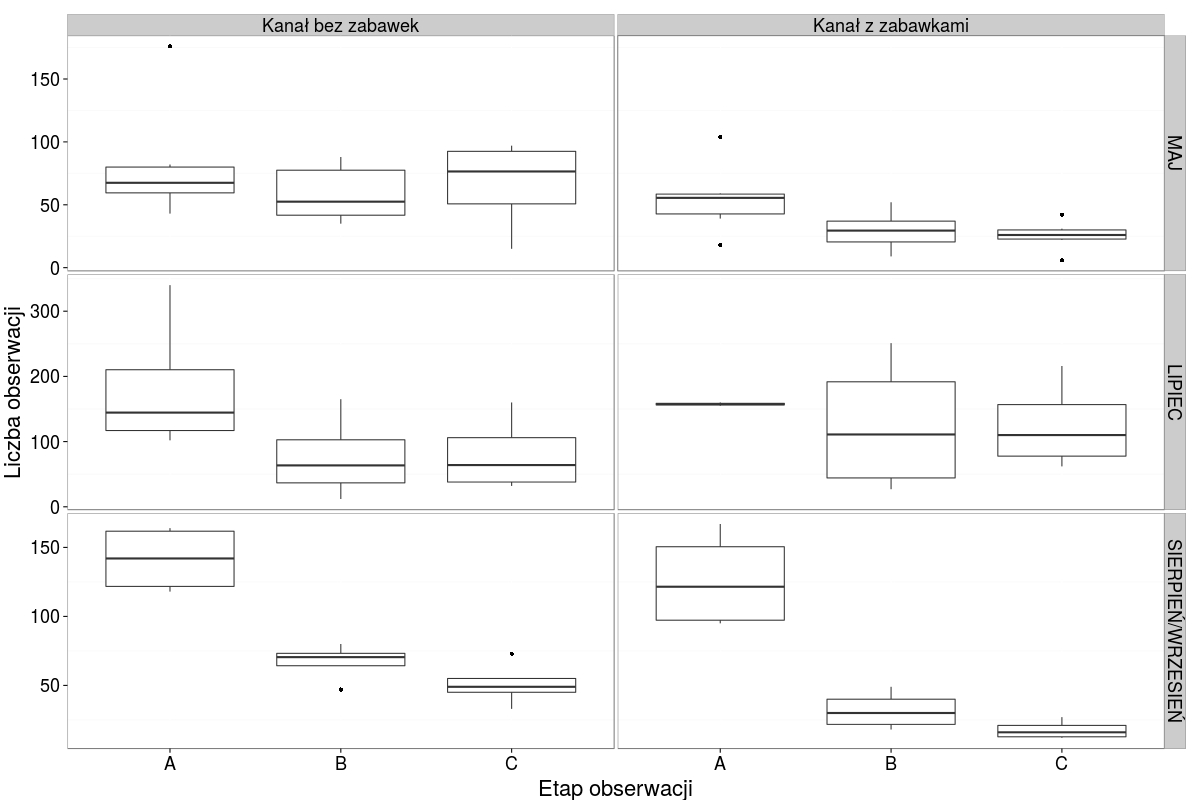 Kanał bez zabawek
Kanał z zabawkami
150
100
50
0
MAJ
300
200
100
0
LIPIEC
150
100
50
SIERPIEŃ/WRZESIEŃ
Liczba obserwacji
A B C A B C
Etap obserwacji